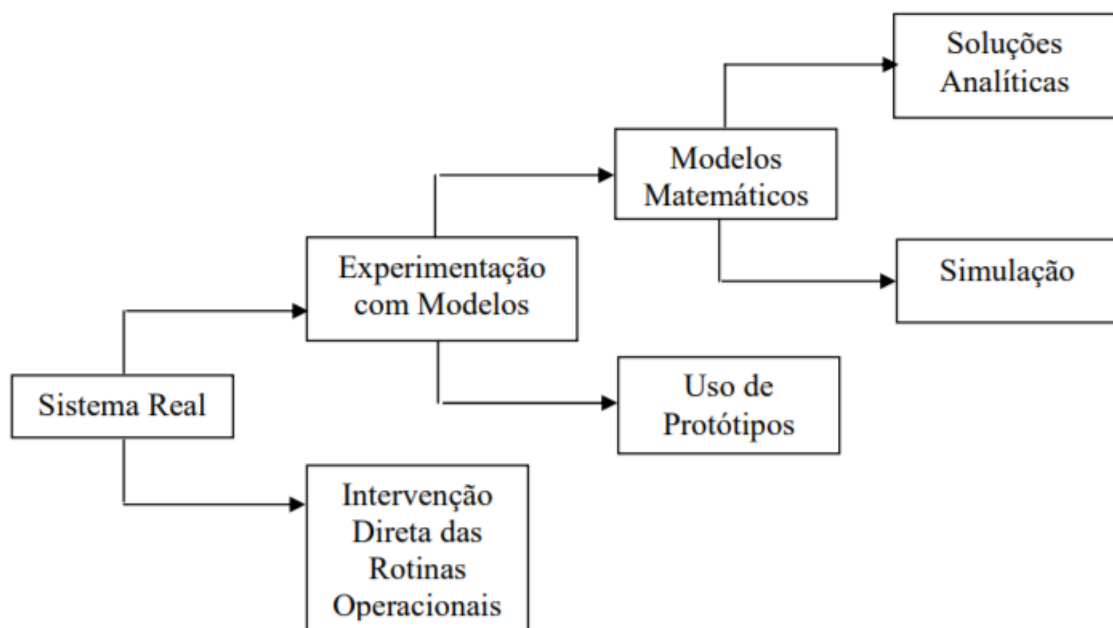 Soluções
Analíticas
Modelos
Matemáticos
Experimentação
com Modelos
Simulação
Sistema Real
Uso de
Protótipos
Intervenção
Direta das
Rotinas
Operacionais